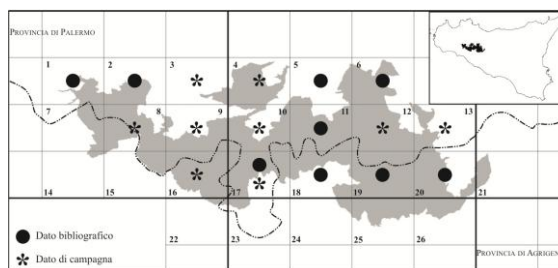 PROVINCIA DI PALERMO
1 2 3 4 5 6
7 8 9 10 11 12 13
14 15 16 17 18 19 20 21
Dato bibliografico
Dato di campagna
22 23 24 25 26
PROVINCIA DI AGRIGEN